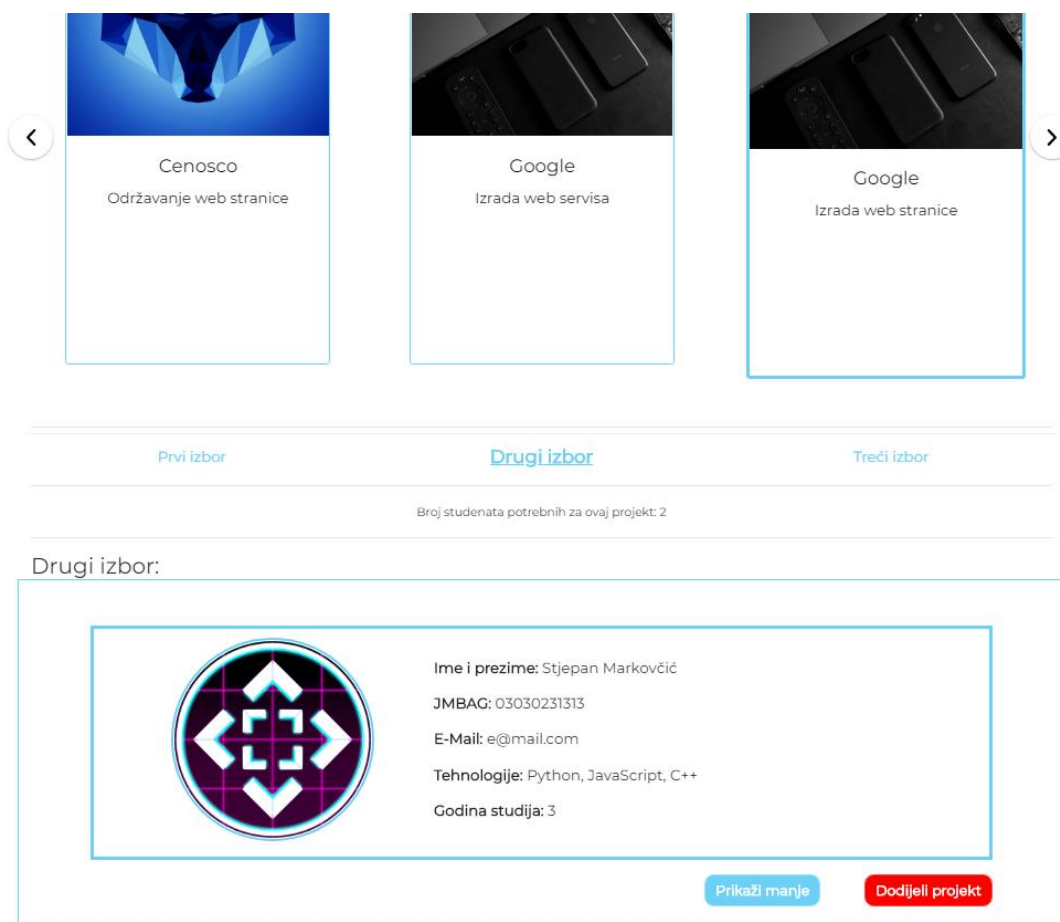 Cenosco
Održavanje web stranice
Google
Izrada web servisa
Google
Izrada web stranice
Prvi izbor
Drugi izbor
Treći izbor
Broj studenata potrebnih za ovaj projekt: 2
Drugi izbor:
Ime i prezime: Stjepan Markovčić
JMBAG: 03030231313
E-Mail: e@mail.com
Tehnologije: Python, JavaScript, C++
Godina studija: 3
Prikaži manje
Dodijeli projekt